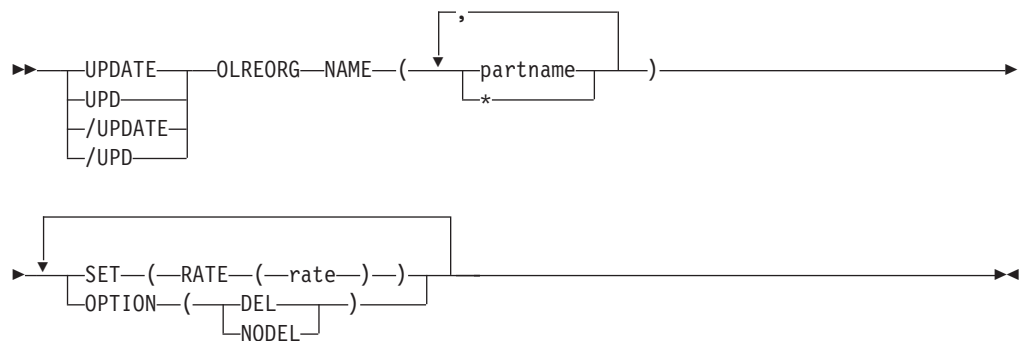 ,
UPDATE OLREORG NAME ( partname )
UPD *
/UPDATE
/UPD
SET ( RATE ( rate ) )
OPTION ( DEL )
NODEL